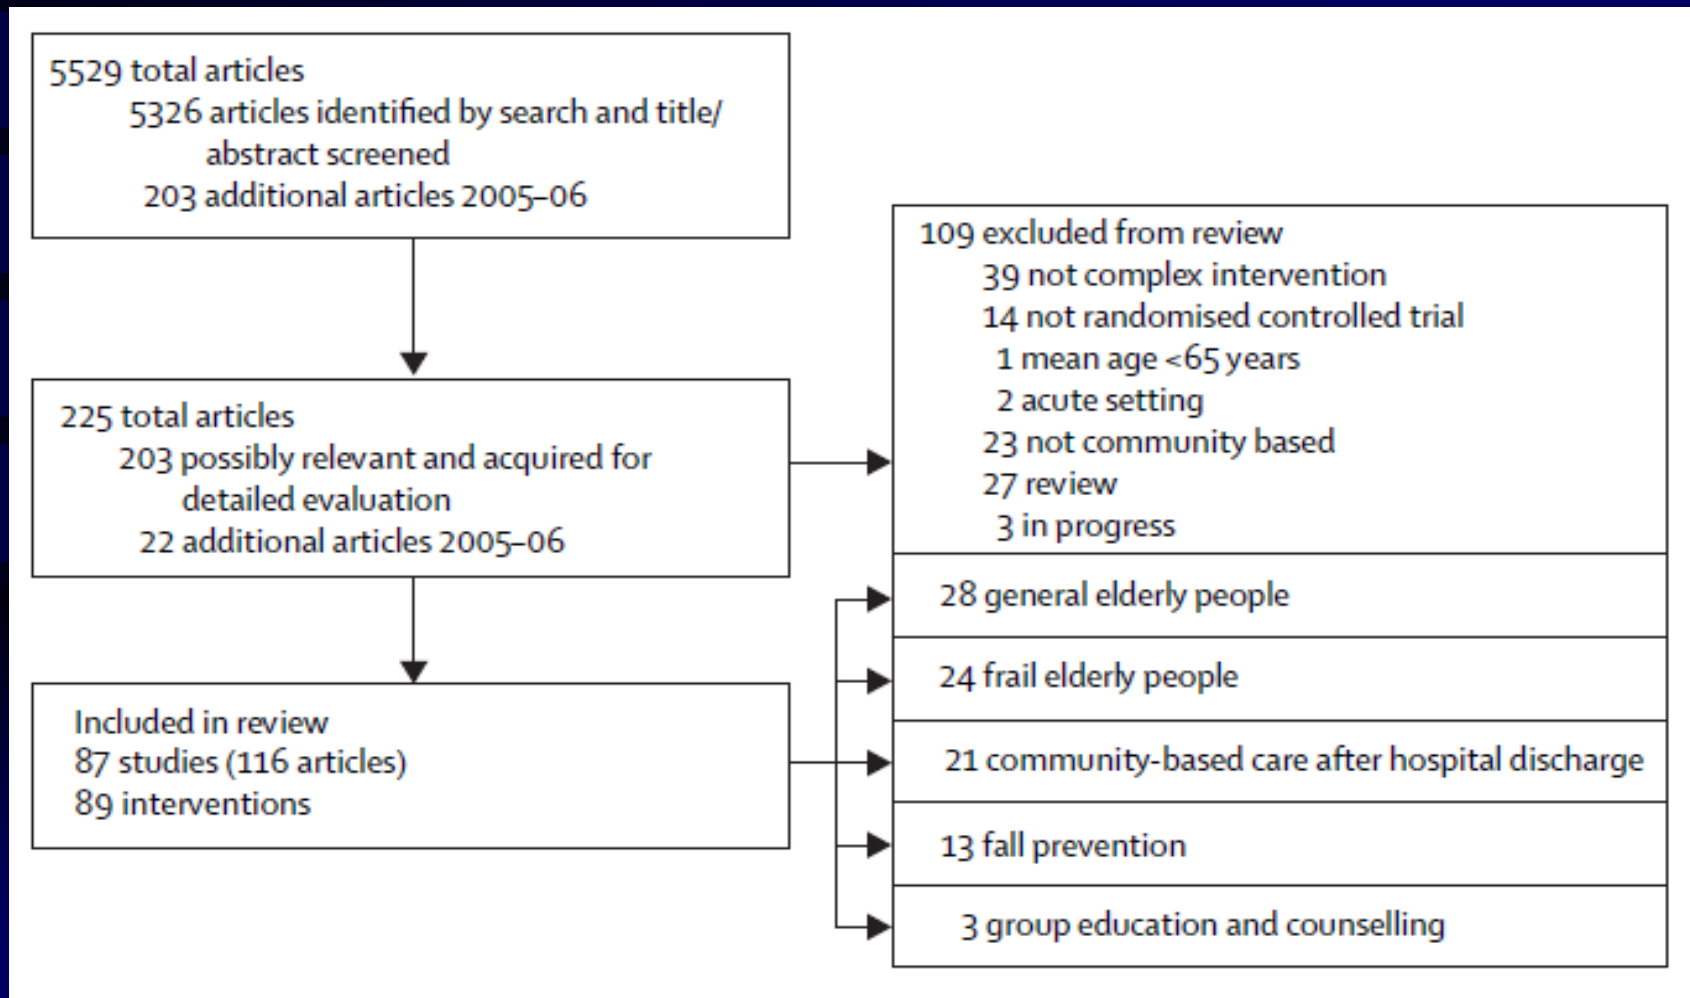 5529 total articles
5326 articles identified by search and title/
abstract screened
203 additional articles 2005–06
225 total articles
203 possibly relevant and acquired for
detailed evaluation
22 additional articles 2005–06
Included in review
87 studies (116 articles)
89 interventions
109 excluded from review
39 not complex intervention
14 not randomised controlled trial
1 mean age <65 years
2 acute setting
23 not community based
27 review
3 in progress
28 general elderly people
24 frail elderly people
21 community-based care after hospital discharge
13 fall prevention
3 group education and counselling